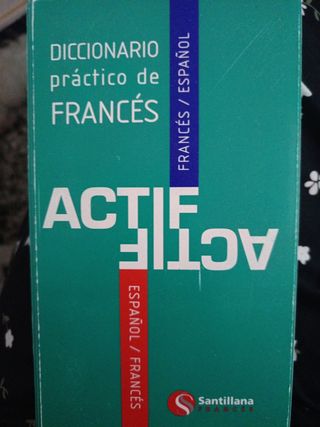 DICCIONARIO
práctico de
FRANCÉS
FRANCÉS / ESPAÑOL
ACTIF
ACTIF
ESPAÑOL / FRANCÉS
Santillana
FRANCÉS